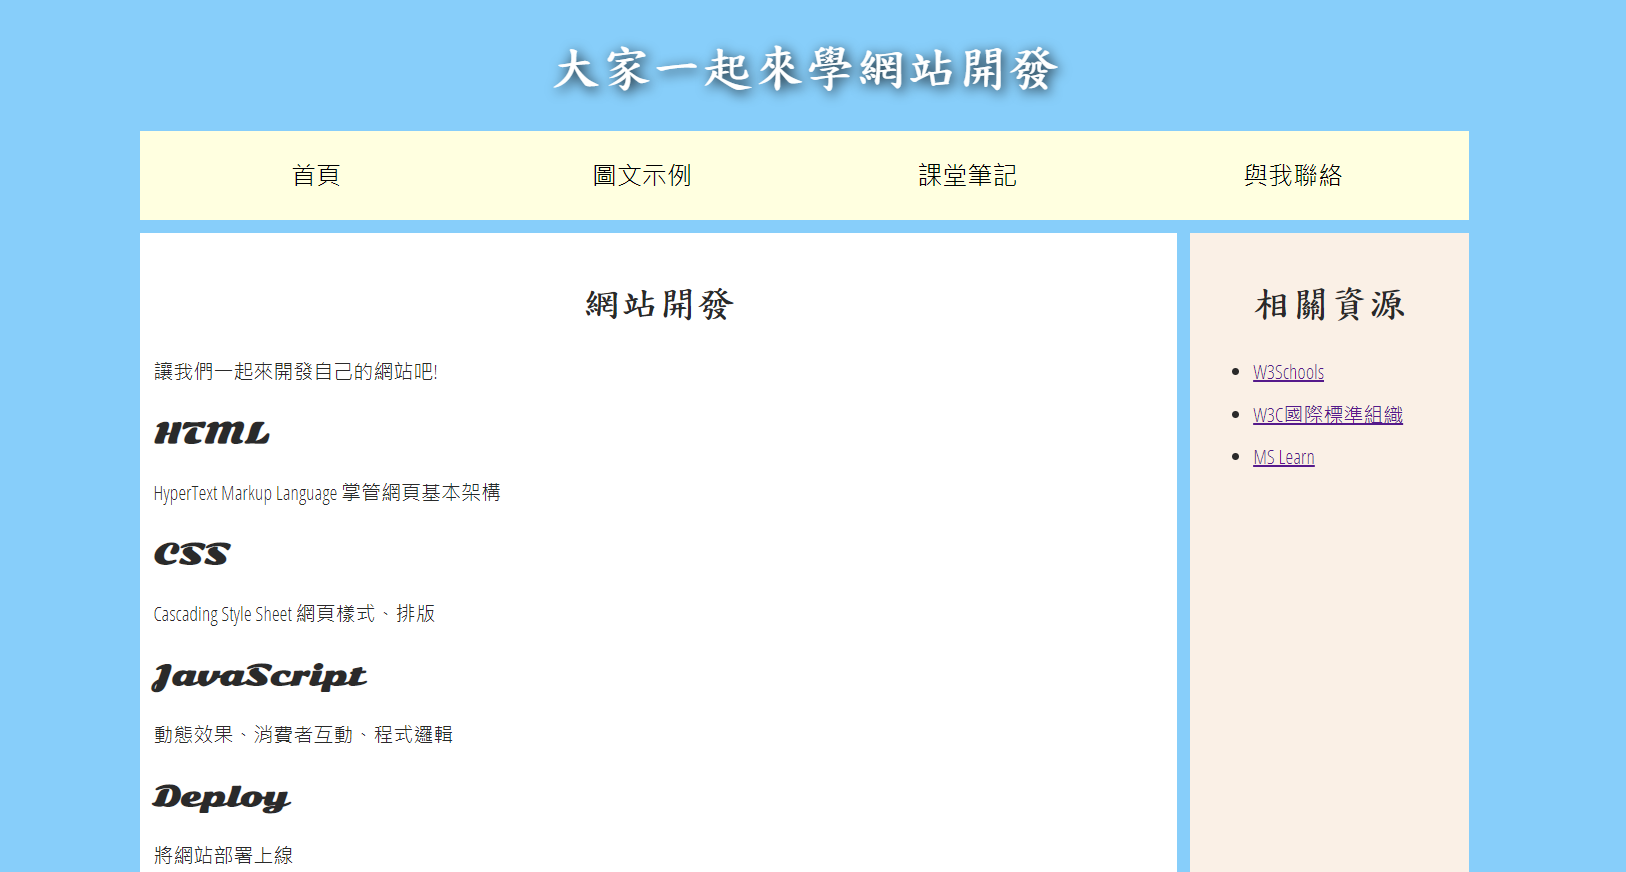 大家一起來學網站開發
首頁 圖文示例 課堂筆記 與我聯絡
網站開發
讓我們一起來開發自己的網站吧!
HTML
HyperText Markup Language 掌管網頁基本架構
CSS
Cascading Style Sheet 網頁樣式、排版
JavaScript
動態效果、消費者互動、程式邏輯
Deploy
將網站部署上線
相關資源
W3Schools
W3C國際標準組織
MS Learn